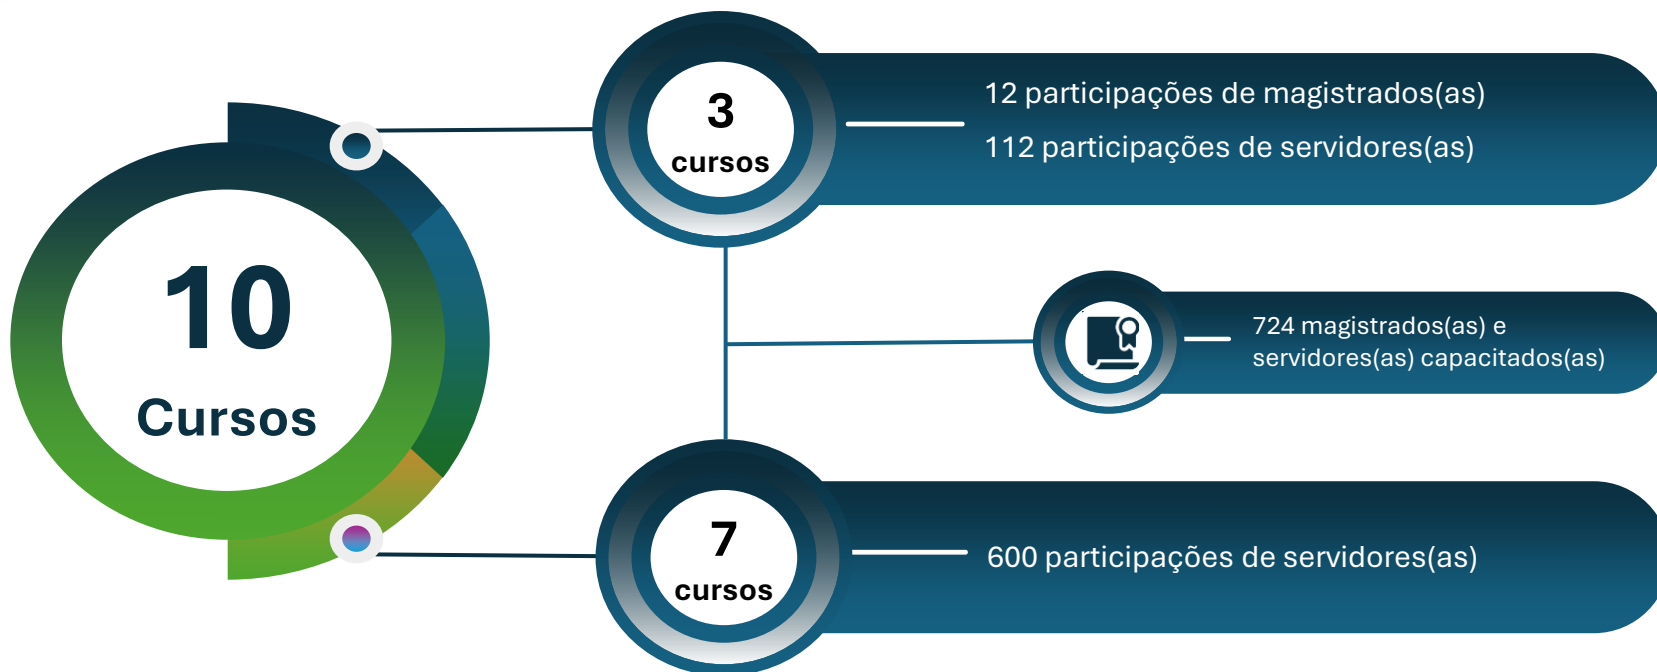 10
Cursos
3
cursos
12 participações de magistrados(as)
112 participações de servidores(as)
724 magistrados(as) e
servidores(as) capacitados(as)
7
cursos
600 participações de servidores(as)